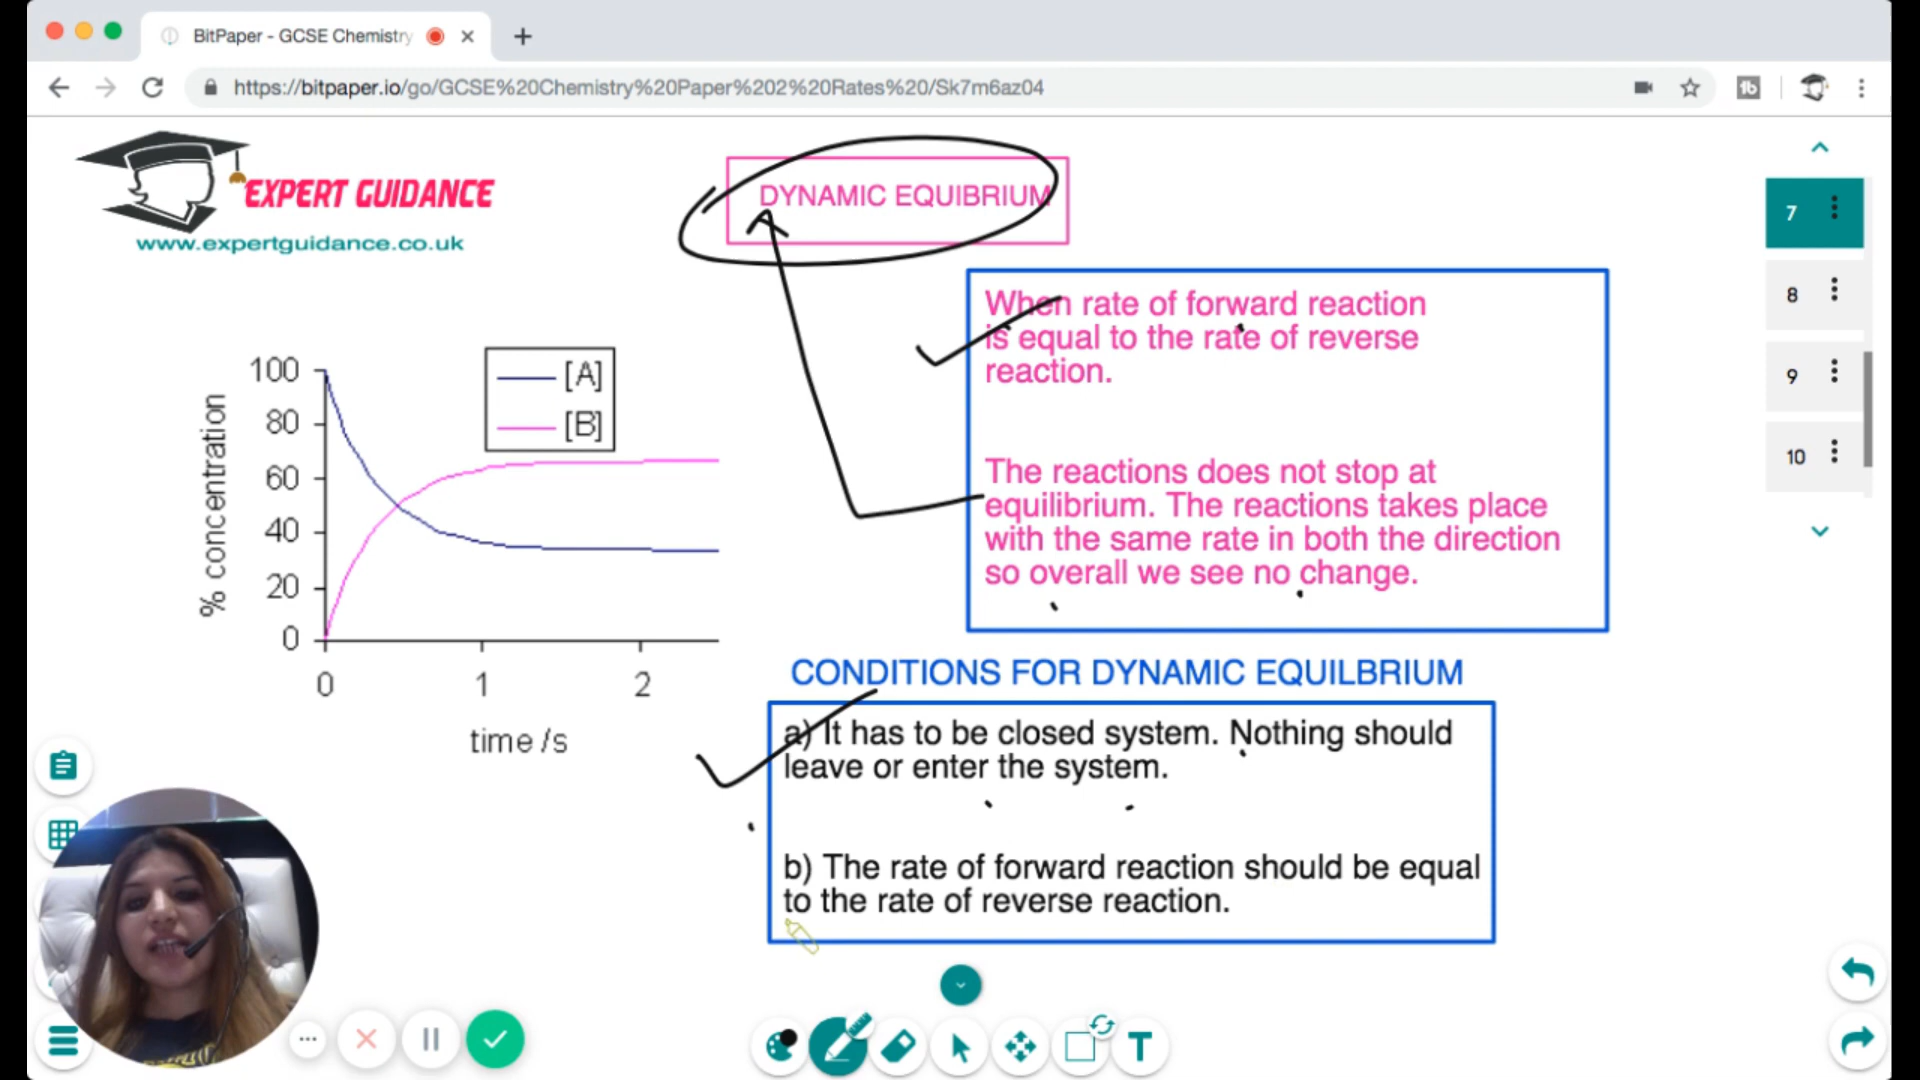 BitPaper - GCSE Chemistry
https://bitpaper.io/go/GCSE%20Chemistry%20Paper%202%20Rates%20/Sk7m6az04
EXPERT GUIDANCE
www.expertguidance.co.uk
DYNAMIC EQUIBRIUM
When rate of forward reaction
is equal to the rate of reverse
reaction.
The reactions does not stop at
equilibrium. The reactions takes place
with the same rate in both the direction
so overall we see no change.
% concentration
100
80
60
40
20
0
0 1 2
time /s
[A]
[B]
CONDITIONS FOR DYNAMIC EQUILBRIUM
a) It has to be closed system. Nothing should
leave or enter the system.
b) The rate of forward reaction should be equal
to the rate of reverse reaction.
7
8
9
10
T